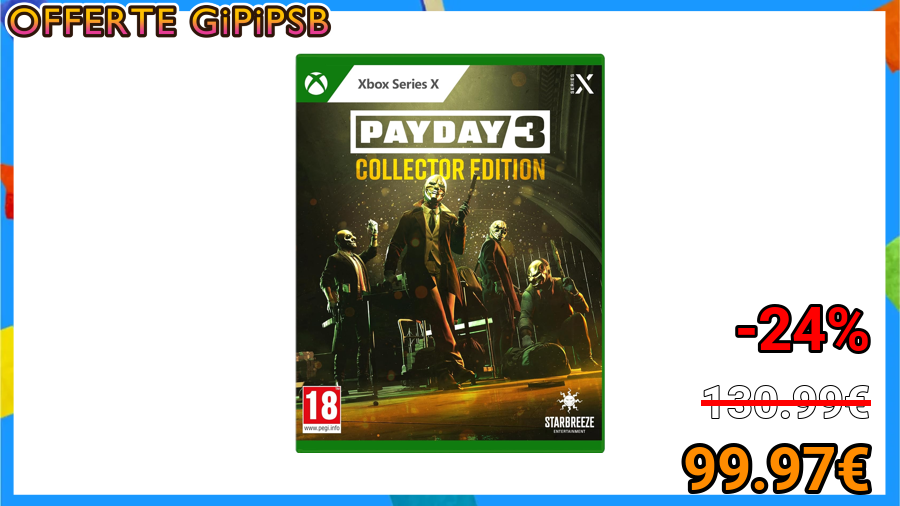 OFFERTE GiPiPSB
Xbox Series X
SERIES X
PAYDAY 3
COLLECTOR EDITION
18
www.pegi.info
STARBREEZE
ENTERTAINMENT
-24%
130.99€
99.97€